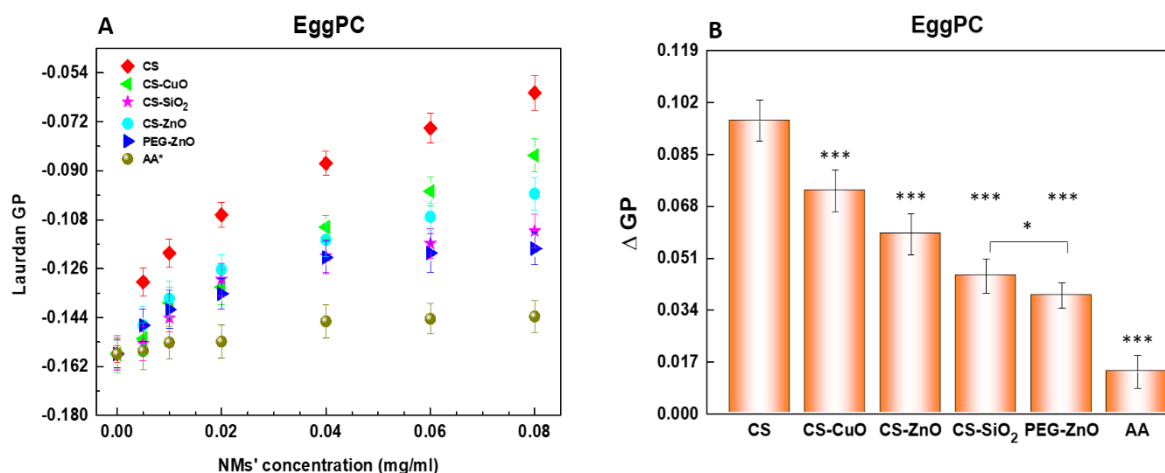 A
EggPC
-0.054
-0.072
-0.090
-0.108
-0.126
-0.144
-0.162
-0.180
Laurdan GP
CS
CS-CuO
CS-SiO₂
CS-ZnO
PEG-ZnO
AA*
0.00 0.02 0.04 0.06 0.08
NMs' concentration (mg/ml)
B
EggPC
0.119
0.102
0.085
0.068
0.051
0.034
0.017
0.000
Δ GP
***
***
***
***
*
***
CS CS-CuO CS-ZnO CS-SiO₂ PEG-ZnO AA